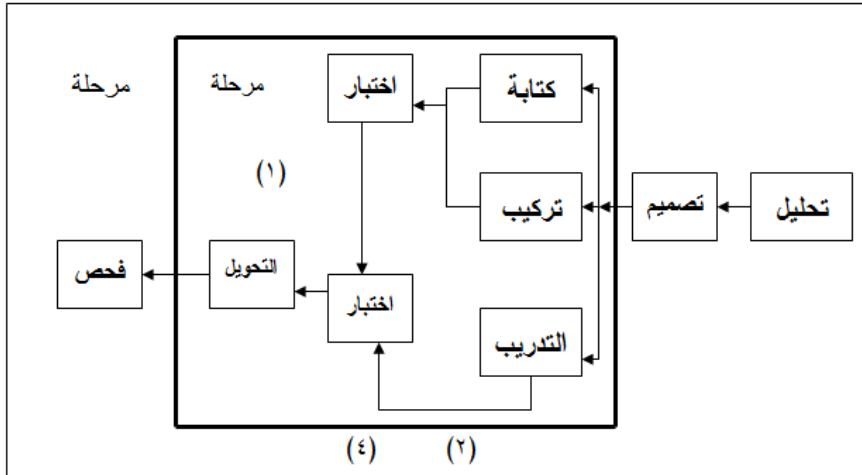 كتابة
اختبار
مرحلة
مرحلة
(١)
تحليل
تصميم
تركيب
اختبار
التحويل
فحص
التدريب
(٢)
(٤)